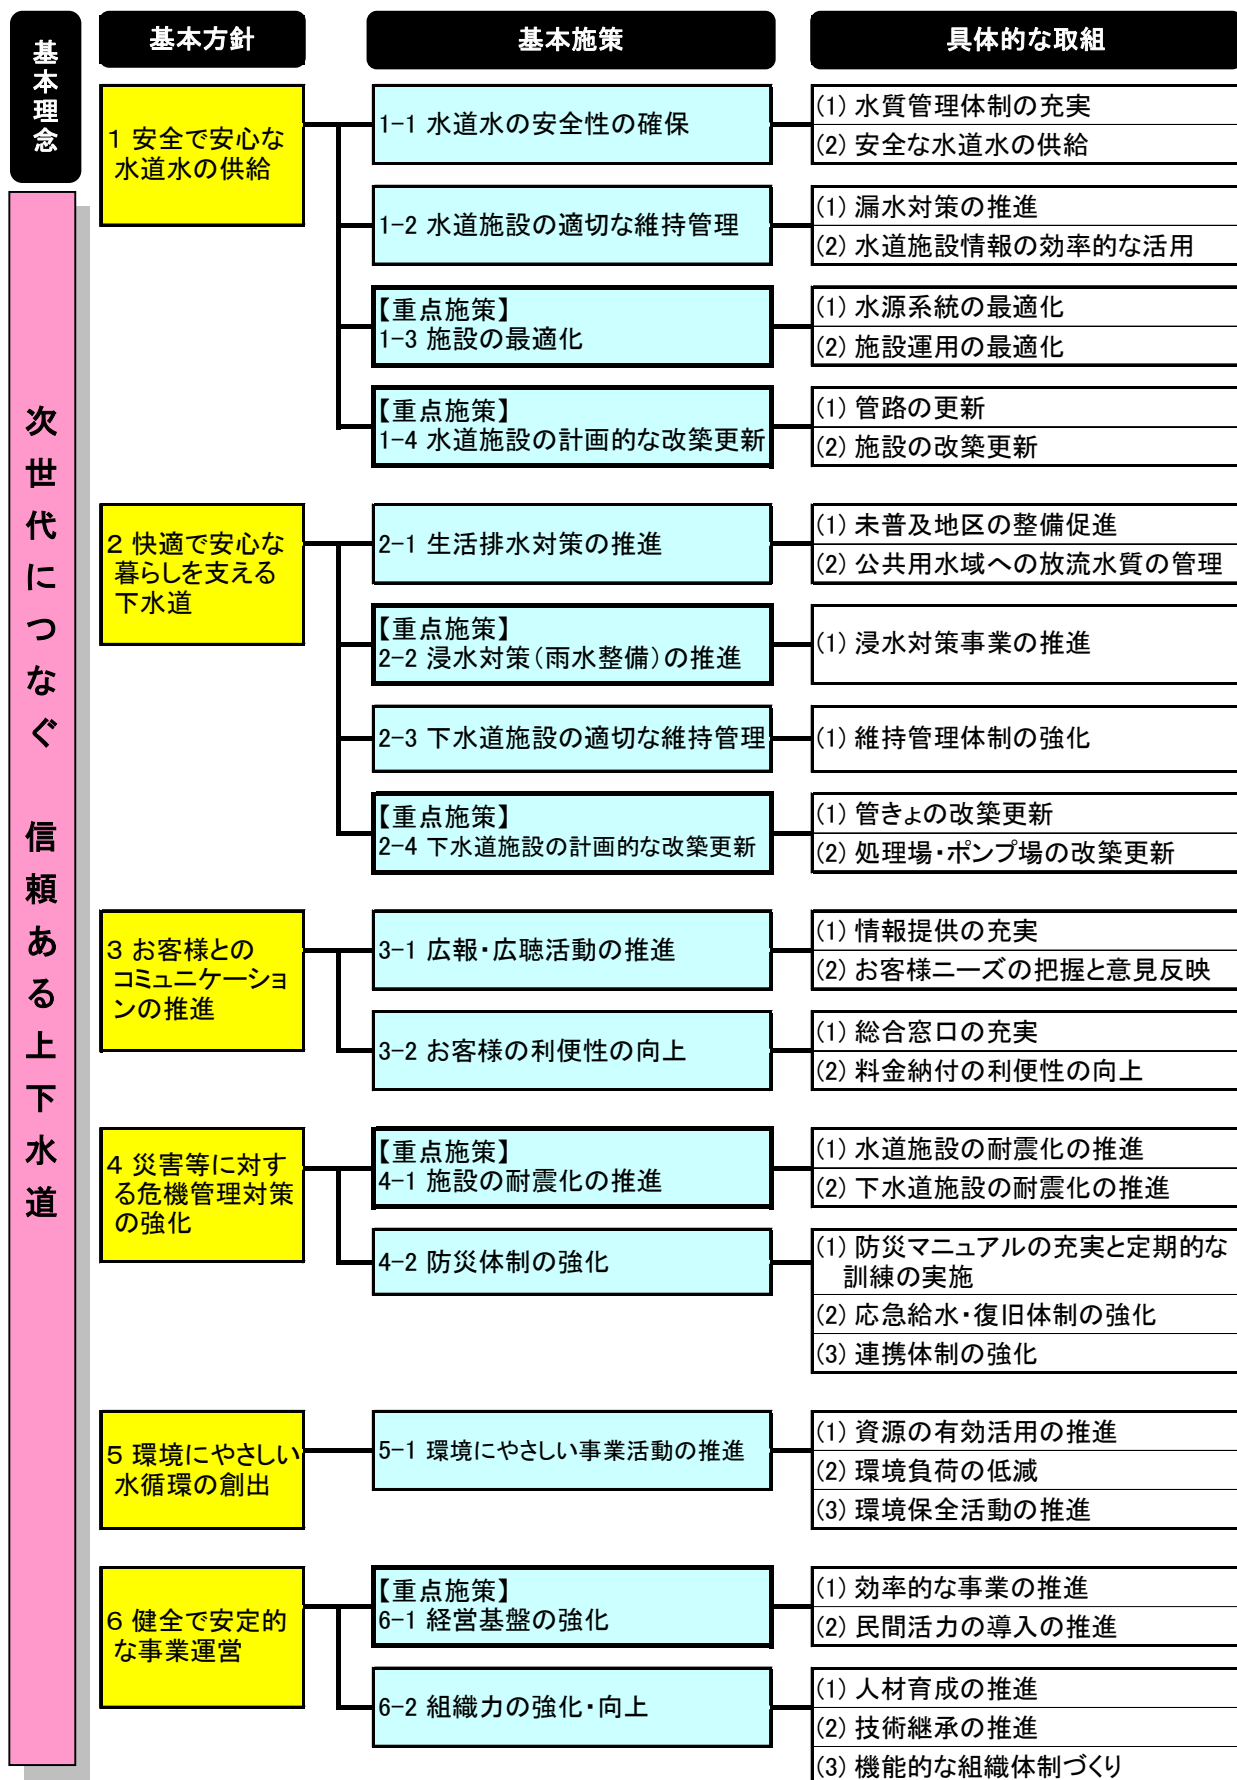 基本理念
次世代につなぐ 信頼ある上下水道
基本方針
基本施策
具体的な取組
1 安全で安心な
水道水の供給
1-1 水道水の安全性の確保
(1) 水質管理体制の充実
(2) 安全な水道水の供給
1-2 水道施設の適切な維持管理
(1) 漏水対策の推進
(2) 水道施設情報の効率的な活用
【重点施策】
1-3 施設の最適化
(1) 水源系統の最適化
(2) 施設運用の最適化
【重点施策】
1-4 水道施設の計画的な改築更新
(1) 管路の更新
(2) 施設の改築更新
2 快適で安心な
暮らしを支える
下水道
2-1 生活排水対策の推進
(1) 未普及地区の整備促進
(2) 公共用水域への放流水質の管理
【重点施策】
2-2 浸水対策(雨水整備)の推進
(1) 浸水対策事業の推進
2-3 下水道施設の適切な維持管理
(1) 維持管理体制の強化
【重点施策】
2-4 下水道施設の計画的な改築更新
(1) 管きょの改築更新
(2) 処理場・ポンプ場の改築更新
3 お客様との
コミュニケーショ
ンの推進
3-1 広報・広聴活動の推進
(1) 情報提供の充実
(2) お客様ニーズの把握と意見反映
3-2 お客様の利便性の向上
(1) 総合窓口の充実
(2) 料金納付の利便性の向上
4 災害等に対す
る危機管理対策
の強化
【重点施策】
4-1 施設の耐震化の推進
(1) 水道施設の耐震化の推進
(2) 下水道施設の耐震化の推進
4-2 防災体制の強化
(1) 防災マニュアルの充実と定期的な
訓練の実施
(2) 応急給水・復旧体制の強化
(3) 連携体制の強化
5 環境にやさしい
水循環の創出
5-1 環境にやさしい事業活動の推進
(1) 資源の有効活用の推進
(2) 環境負荷の低減
(3) 環境保全活動の推進
6 健全で安定的
な事業運営
【重点施策】
6-1 経営基盤の強化
(1) 効率的な事業の推進
(2) 民間活力の導入の推進
6-2 組織力の強化・向上
(1) 人材育成の推進
(2) 技術継承の推進
(3) 機能的な組織体制づくり